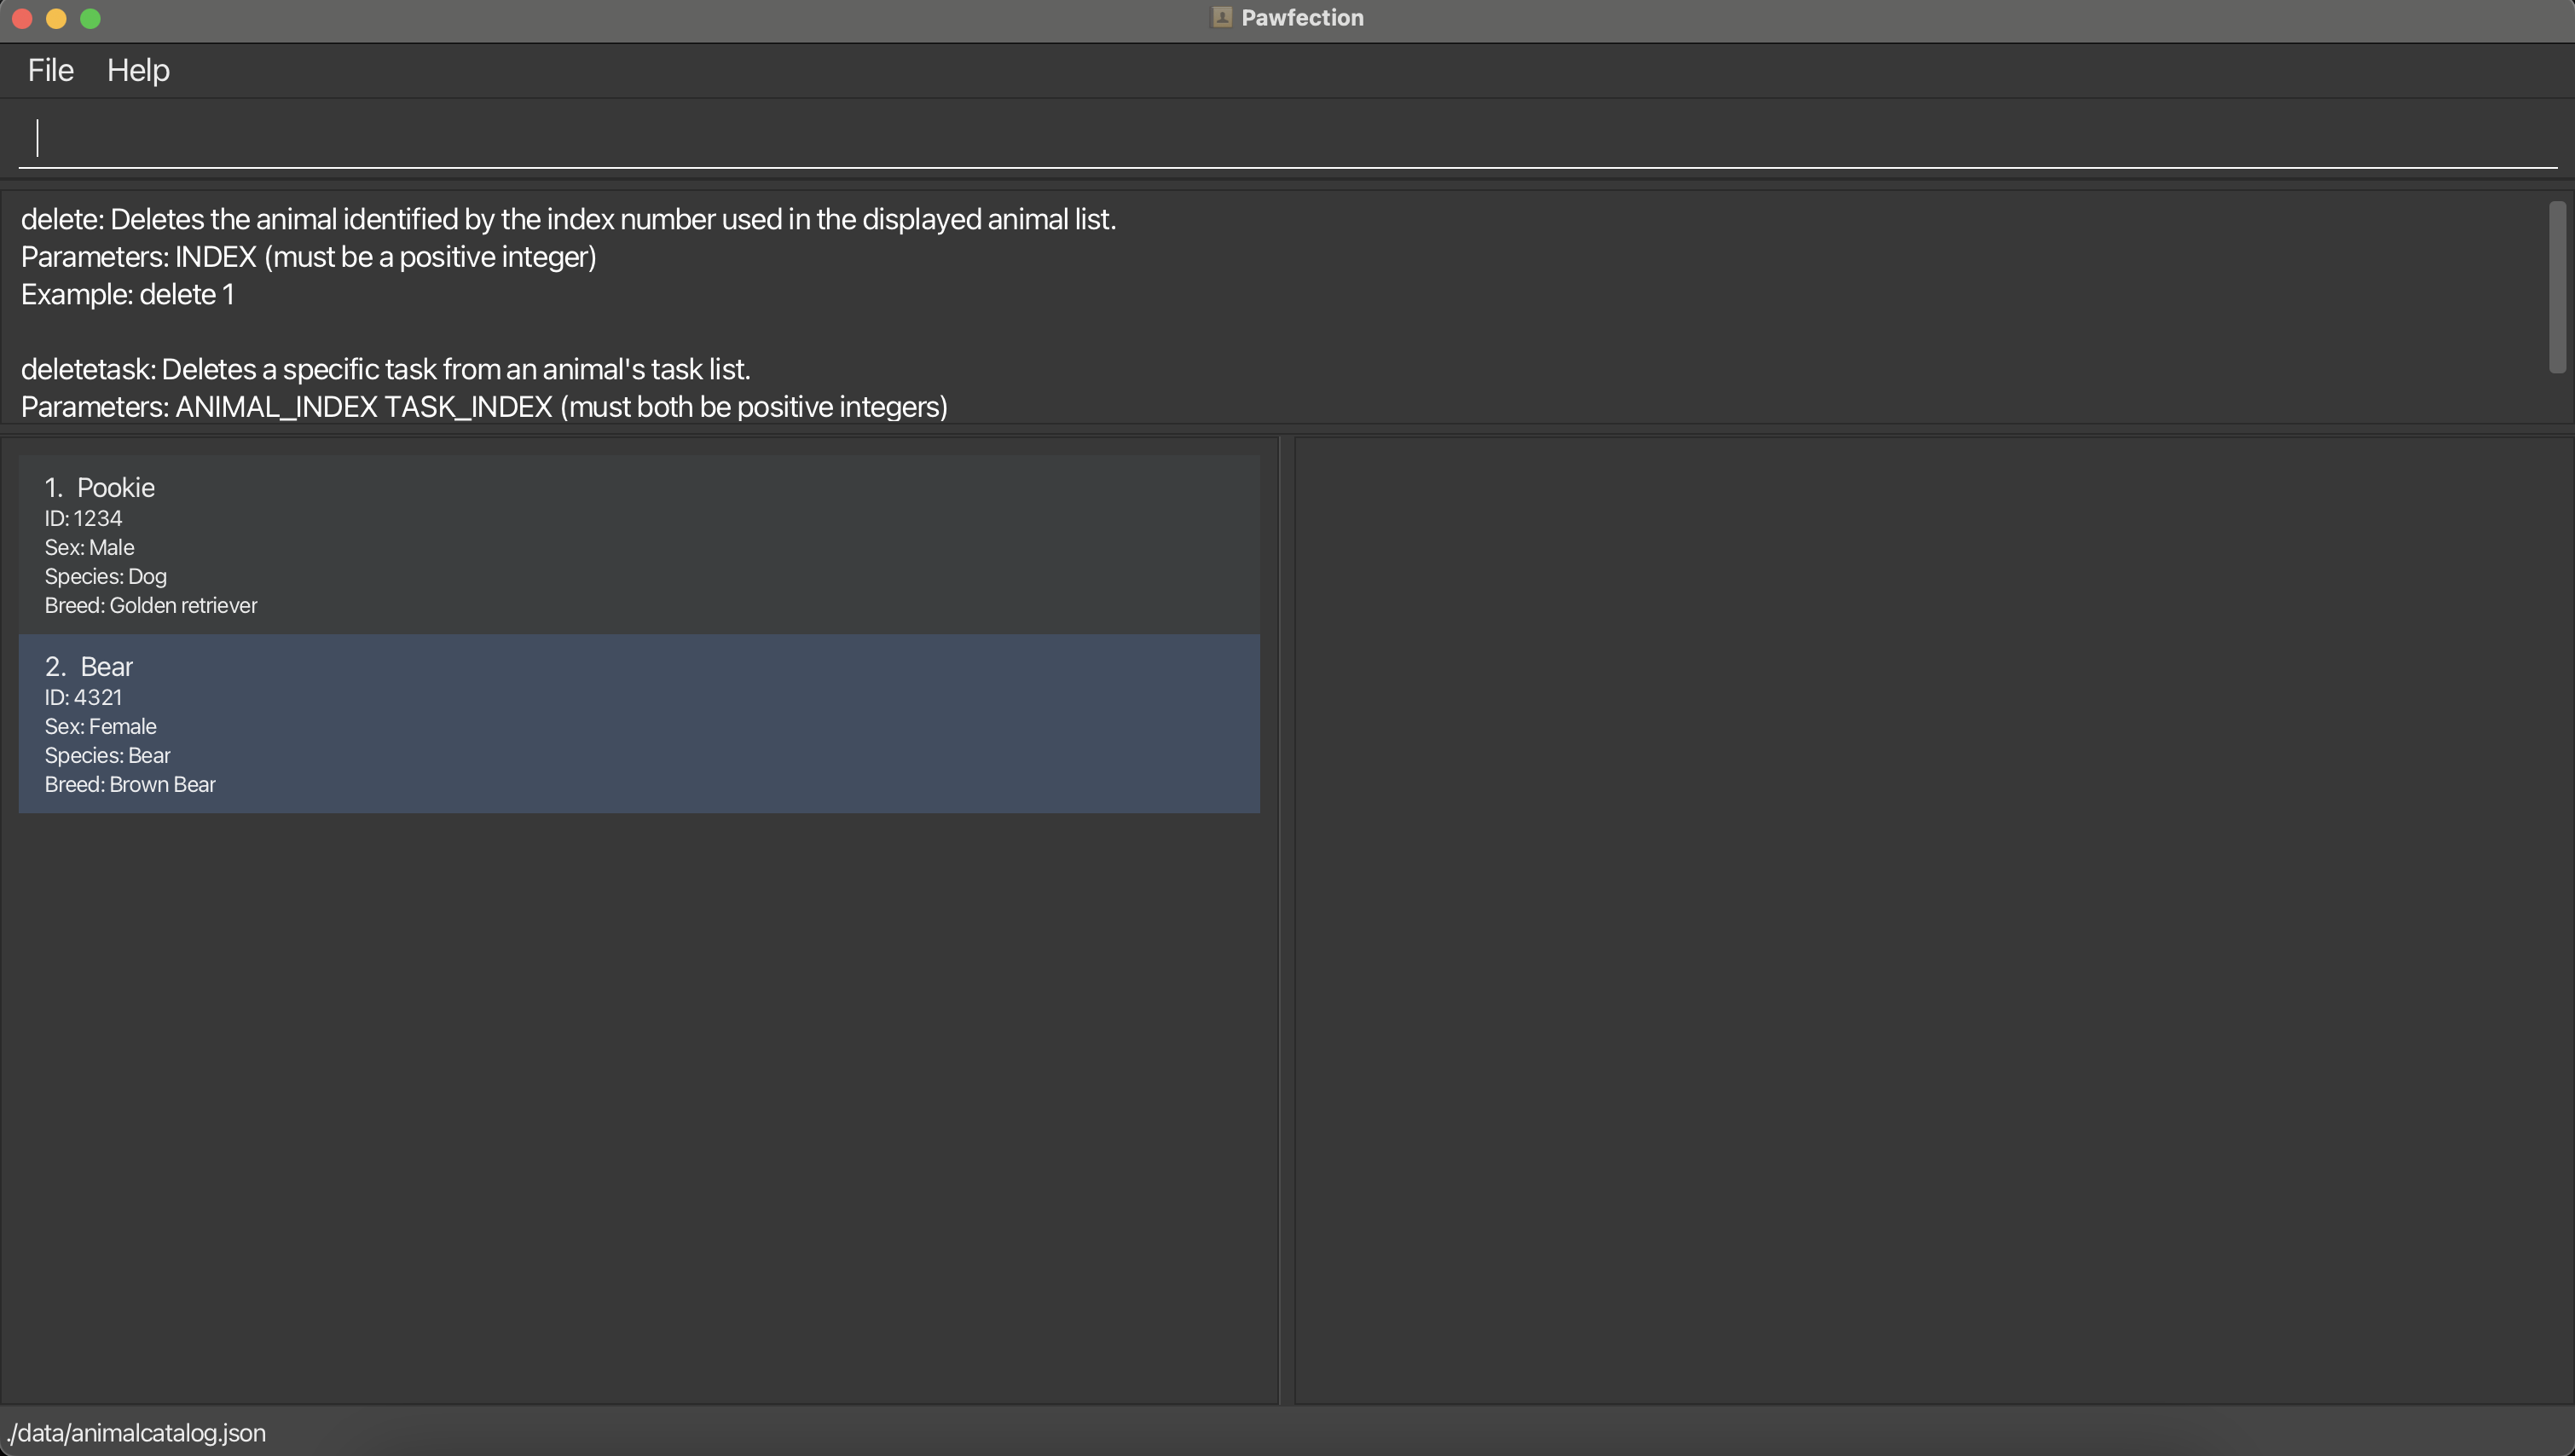 Pawfection
File Help
delete: Deletes the animal identified by the index number used in the displayed animal list.
Parameters: INDEX (must be a positive integer)
Example: delete 1
deletetask: Deletes a specific task from an animal's task list.
Parameters: ANIMAL_INDEX TASK_INDEX (must both be positive integers)
1. Pookie
ID: 1234
Sex: Male
Species: Dog
Breed: Golden retriever
2. Bear
ID: 4321
Sex: Female
Species: Bear
Breed: Brown Bear
./data/animalcatalog.json